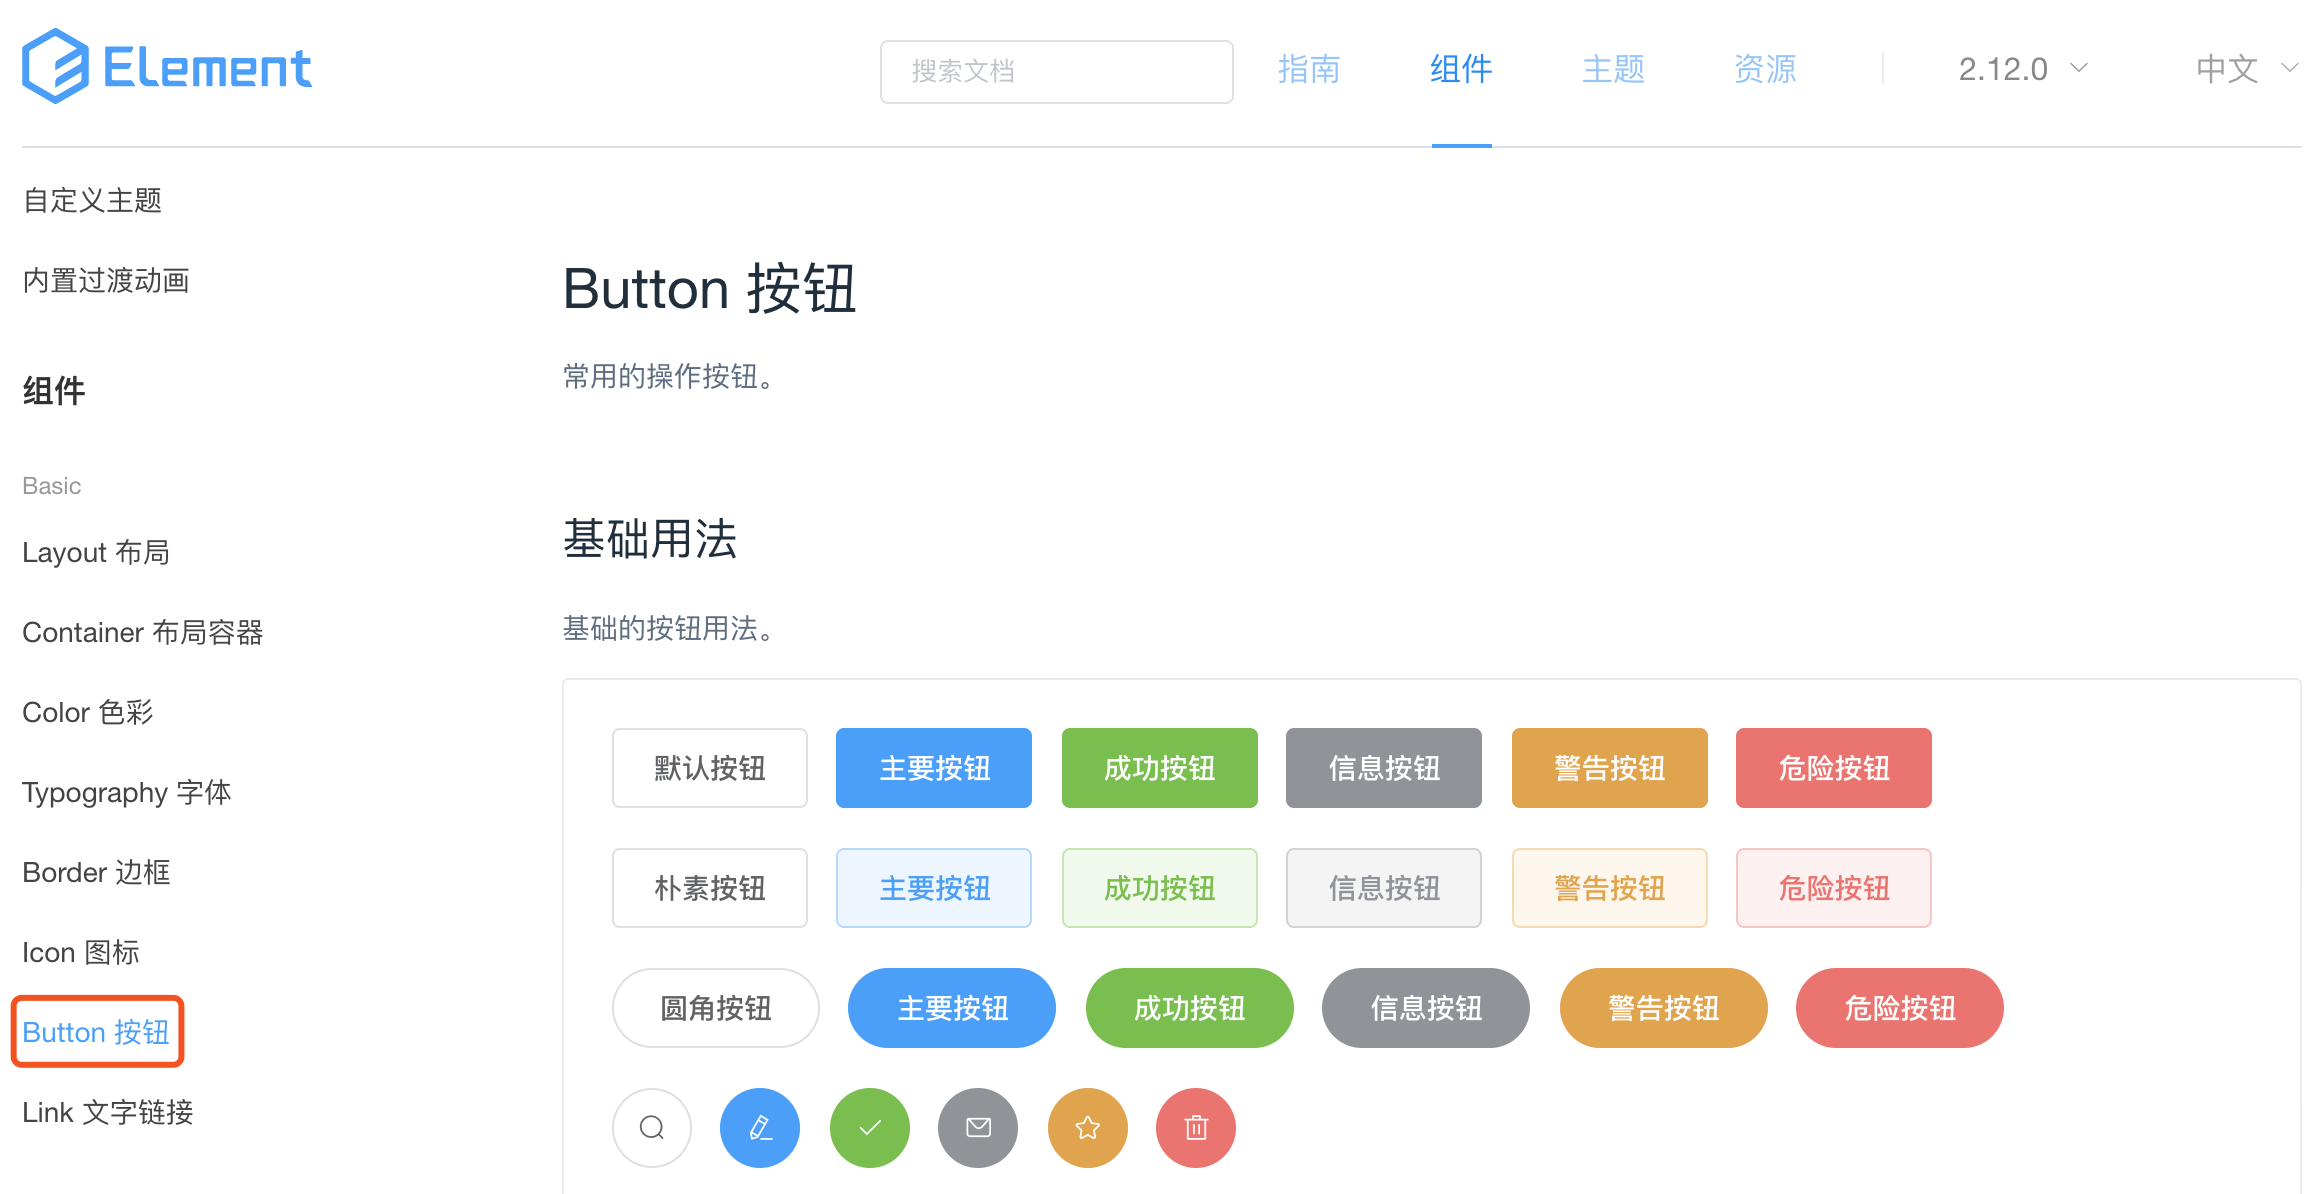 Element
搜索文档
指南 组件 主题 资源 2.12.0 中文
自定义主题
内置过渡动画
组件
Basic
Layout 布局
Container 布局容器
Color 色彩
Typography 字体
Border 边框
Icon 图标
Button 按钮
Link 文字链接
Button 按钮
常用的操作按钮。
基础用法
基础的按钮用法。
默认按钮 主要按钮 成功按钮 信息按钮 警告按钮 危险按钮
朴素按钮 主要按钮 成功按钮 信息按钮 警告按钮 危险按钮
圆角按钮 主要按钮 成功按钮 信息按钮 警告按钮 危险按钮